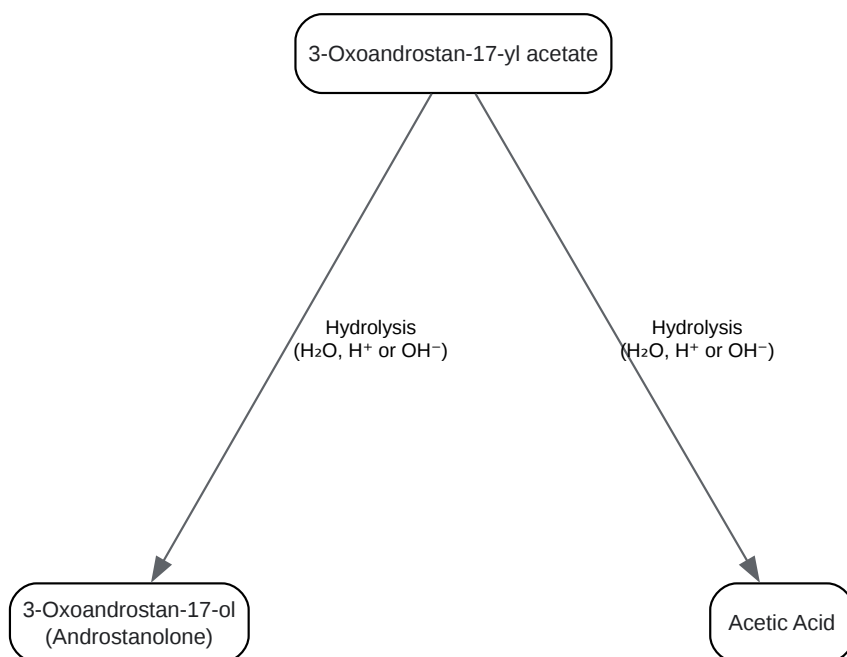 3-Oxoandrostan-17-yl acetate
Hydrolysis
(H₂O, H⁺ or OH⁻)
Hydrolysis
(H₂O, H⁺ or OH⁻)
3-Oxoandrostan-17-ol
(Androstanolone)
Acetic Acid